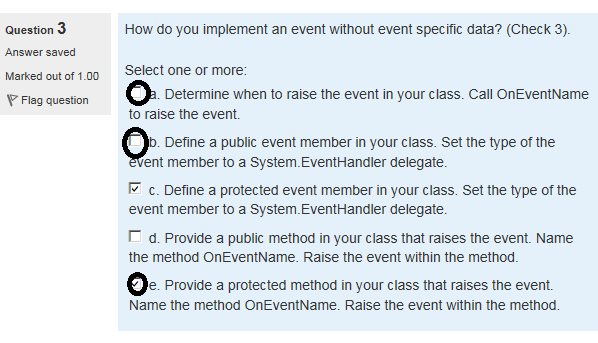 Question 3
Answer saved
Marked out of 1.00
Flag question
How do you implement an event without event specific data? (Check 3).
Select one or more:
a. Determine when to raise the event in your class. Call OnEventName
to raise the event.
b. Define a public event member in your class. Set the type of the
event member to a System.EventHandler delegate.
c. Define a protected event member in your class. Set the type of the
event member to a System.EventHandler delegate.
d. Provide a public method in your class that raises the event. Name
the method OnEventName. Raise the event within the method.
e. Provide a protected method in your class that raises the event.
Name the method OnEventName. Raise the event within the method.